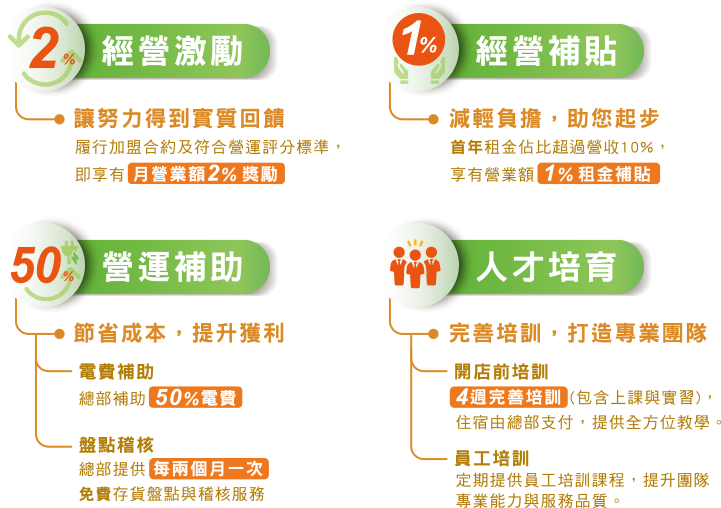 2%
經營激勵
讓努力得到實質回饋
履行加盟合約及符合營運評分標準，
即享有 月營業額2% 獎勵
1%
經營補貼
減輕負擔，助您起步
首年租金佔比超過營收10%，
享有營業額 1% 租金補貼
50%
營運補助
節省成本，提升獲利
電費補助
總部補助 50%電費
盤點稽核
總部提供 每兩個月一次
免費存貨盤點與稽核服務
人才培育
完善培訓，打造專業團隊
開店前培訓
4週完善培訓 (包含上課與實習)，
住宿由總部支付，提供全方位教學。
員工培訓
定期提供員工培訓課程，提升團隊
專業能力與服務品質。